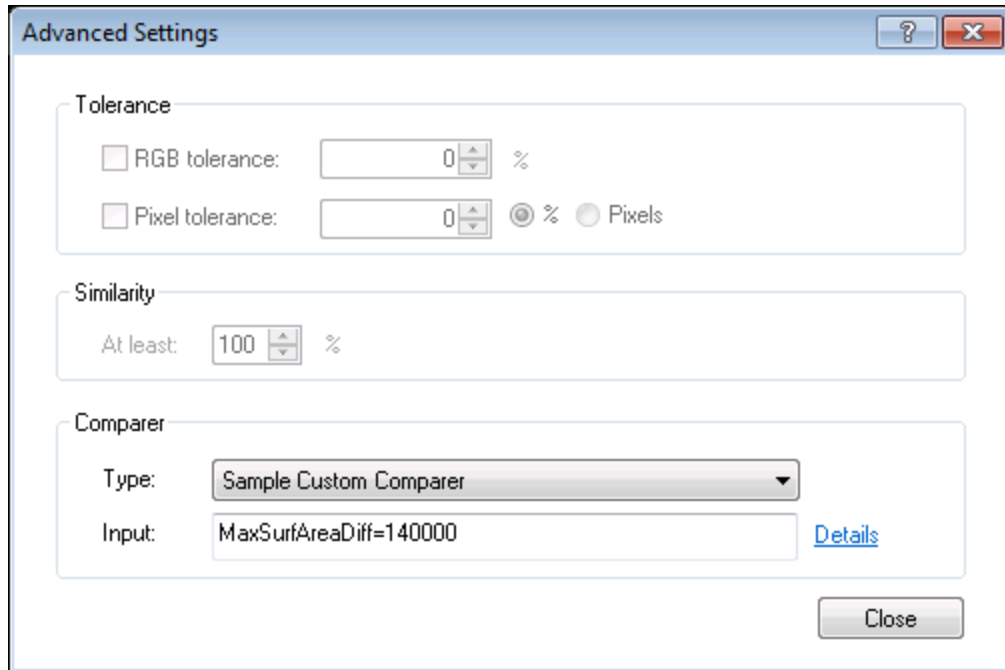 Advanced Settings
Tolerance
RGB tolerance: 0 %
Pixel tolerance: 0 % Pixels
Similarity
At least: 100 %
Comparer
Type: Sample Custom Comparer
Input: MaxSurfAreaDiff=140000 Details
Close